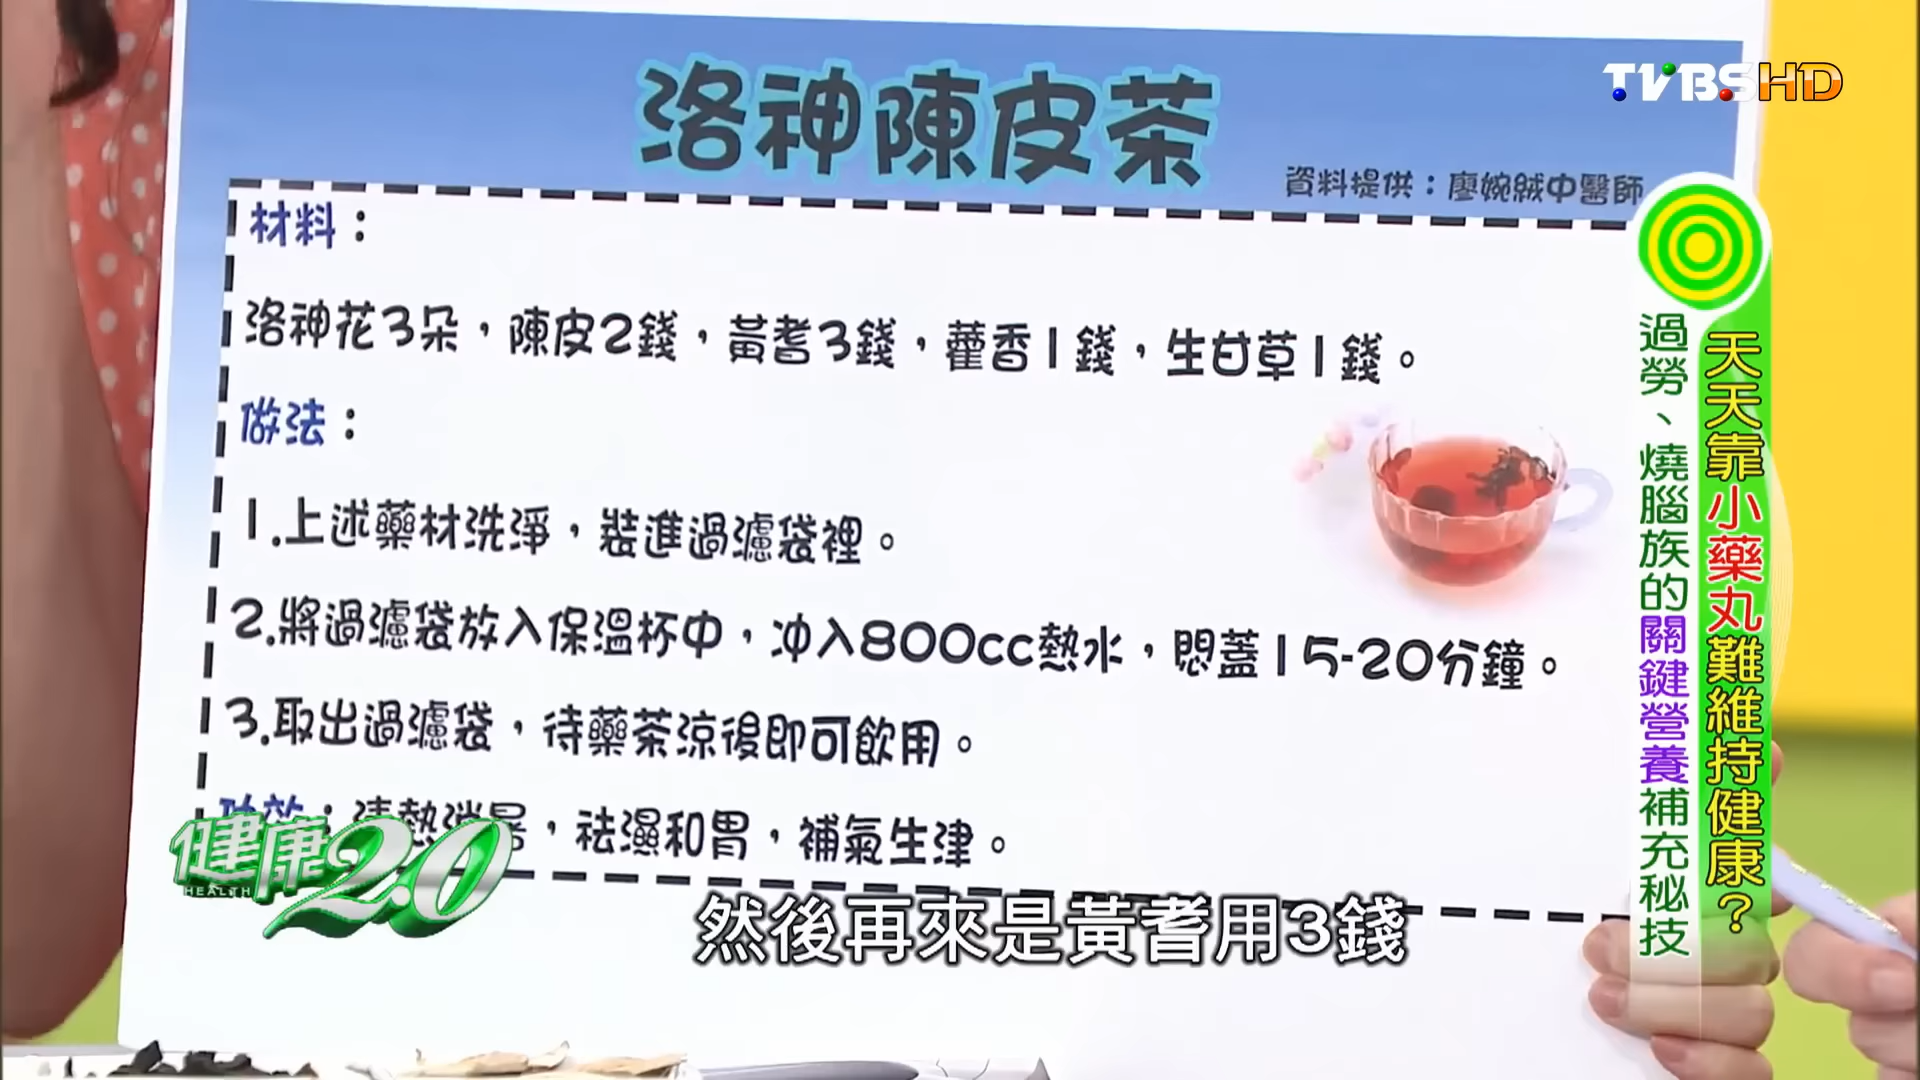 洛神陳皮茶
TVBSHD
資料提供：廖婉絨中醫師
材料：
洛神花3朵，陳皮2錢，黃耆3錢，藿香1錢，生甘草1錢。
做法：
1.上述藥材洗淨，裝進過濾袋裡。
2.將過濾袋放入保溫杯中，冲入800cc熱水，悶蓋15-20分鐘。
3.取出過濾袋，待藥茶涼後即可飲用。
功效：清熱消暑，祛濕和胃，補氣生津。
天天靠小藥丸難維持健康？
過勞、燒腦族的關鍵營養補充秘技
健康2.0
HEALTH
然後再來是黃耆用3錢